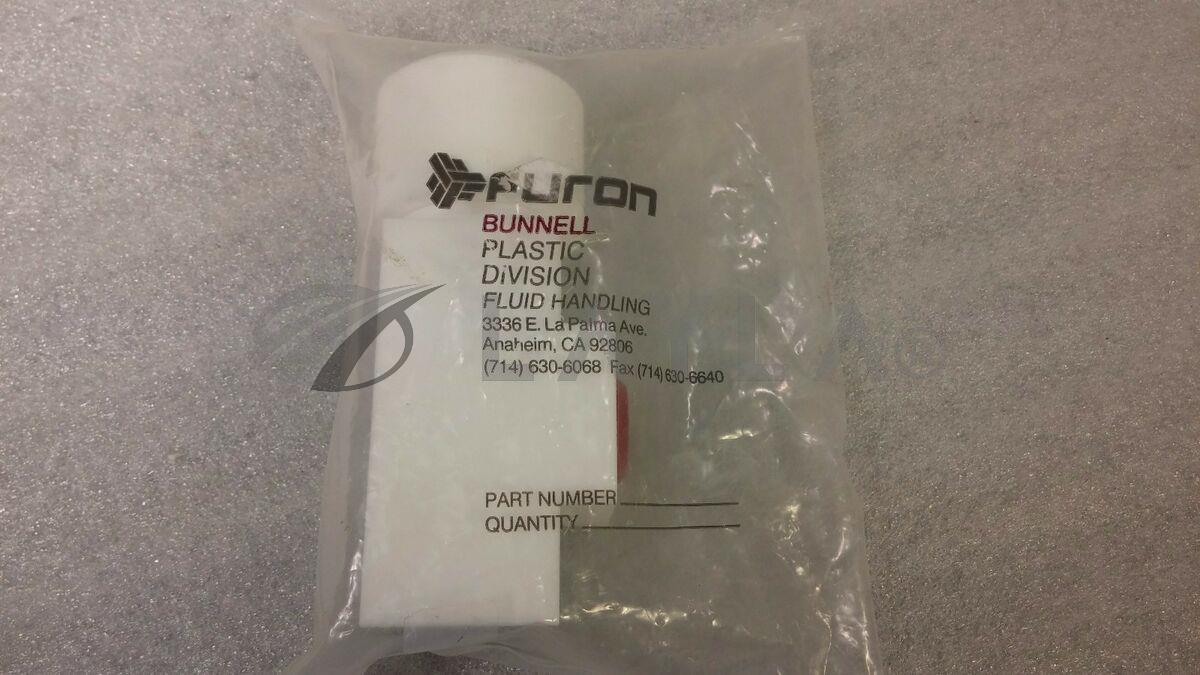 FURON
BUNNELL
PLASTIC
DIVISION
FLUID HANDLING
3336 E. La Palma Ave.
Anaheim, CA 92806
(714) 630-6068 Fax (714) 630-6640
PART NUMBER
QUANTITY